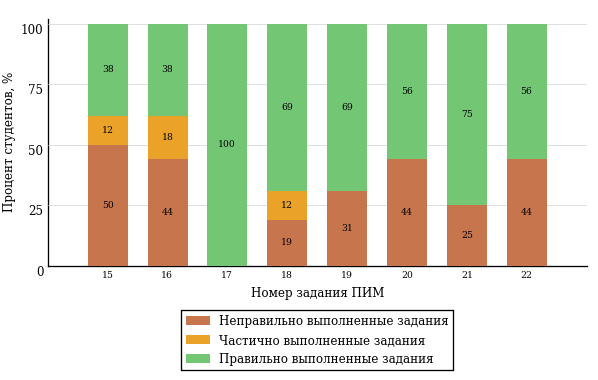 Процент студентов, %
100
75
50
25
0
38 38 69 69 56 75 56
12 18 100 12
50 44 19 31 44 25 44
15 16 17 18 19 20 21 22
Номер задания ПИМ
Неправильно выполненные задания
Частично выполненные задания
Правильно выполненные задания